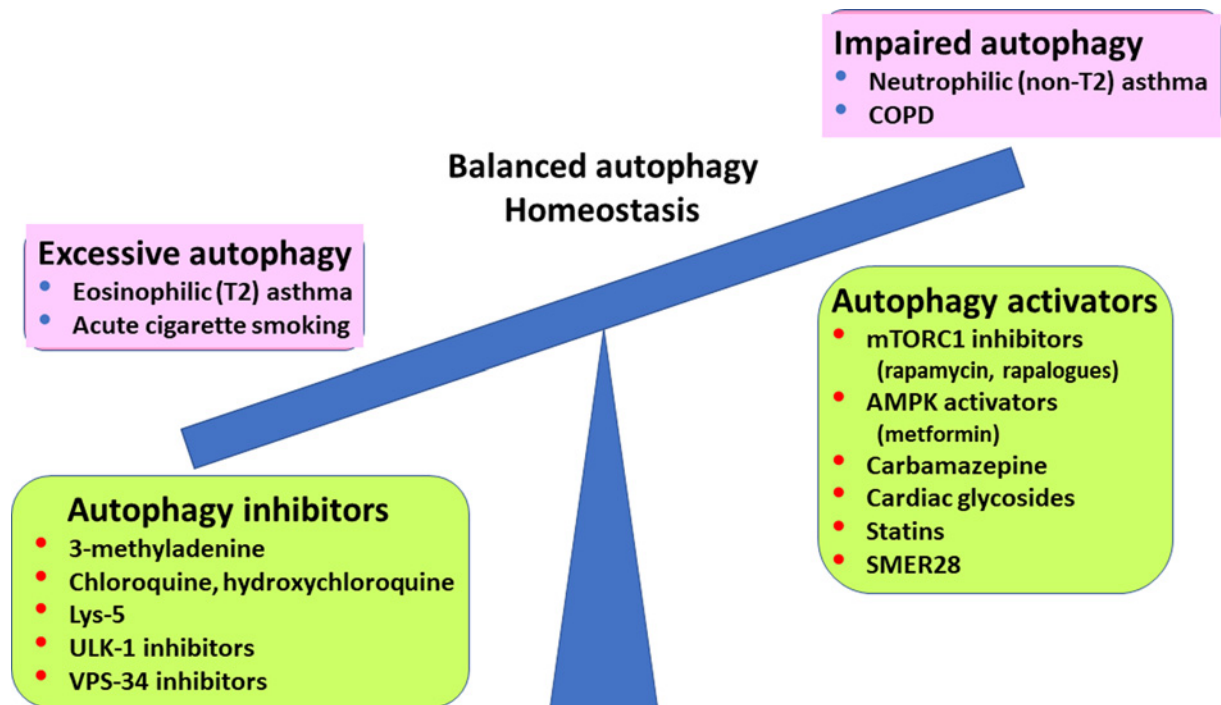 Impaired autophagy
• Neutrophilic (non-T2) asthma
• COPD
Balanced autophagy
Homeostasis
Excessive autophagy
• Eosinophilic (T2) asthma
• Acute cigarette smoking
Autophagy activators
• mTORC1 inhibitors
(rapamycin, rapalogues)
• AMPK activators
(metformin)
• Carbamazepine
• Cardiac glycosides
• Statins
• SMER28
Autophagy inhibitors
• 3-methyladenine
• Chloroquine, hydroxychloroquine
• Lys-5
• ULK-1 inhibitors
• VPS-34 inhibitors